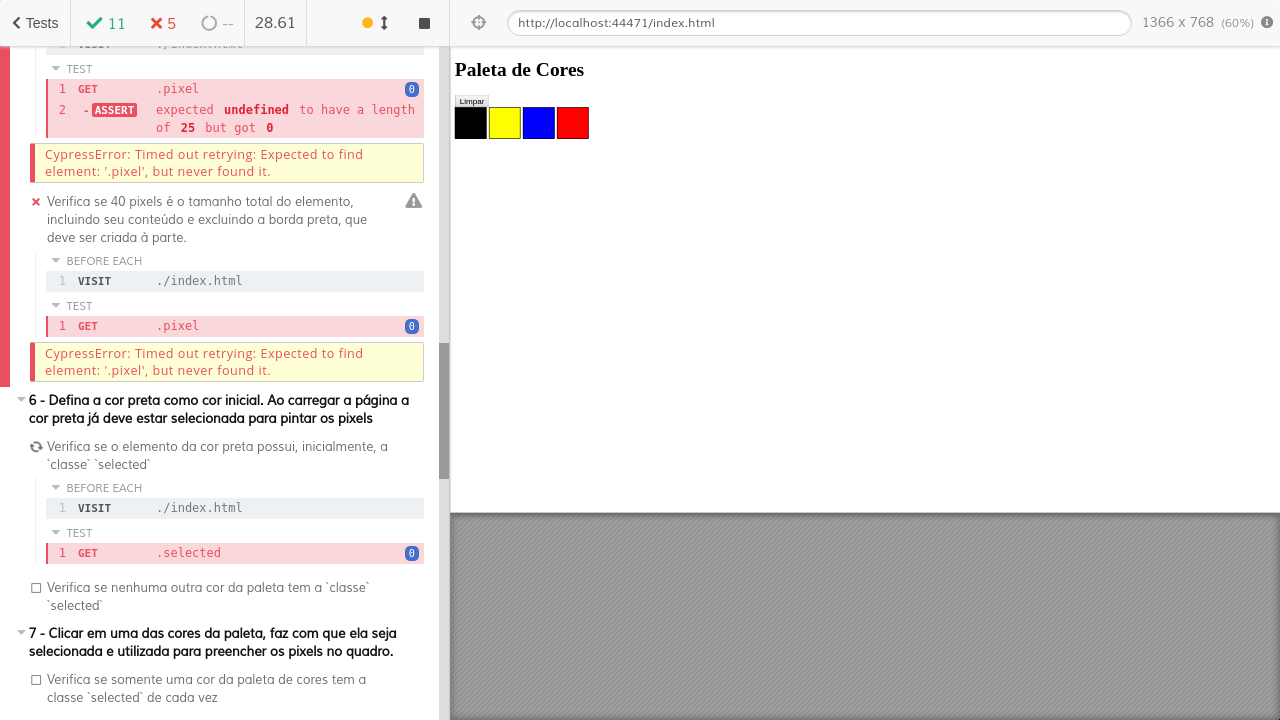 Tests
11
5
--
28.61
http://localhost:44471/index.html
1366 x 768 (60%)
1 VISIT ./index.html
TEST
1 GET .pixel 0
2 -ASSERT expected undefined to have a length
of 25 but got 0
CypressError: Timed out retrying: Expected to find
element: '.pixel', but never found it.
Verifica se 40 pixels é o tamanho total do elemento,
incluindo seu conteúdo e excluindo a borda preta, que
deve ser criada à parte.
BEFORE EACH
1 VISIT ./index.html
TEST
1 GET .pixel 0
CypressError: Timed out retrying: Expected to find
element: '.pixel', but never found it.
6 - Defina a cor preta como cor inicial. Ao carregar a página a
cor preta já deve estar selecionada para pintar os pixels
Verifica se o elemento da cor preta possui, inicialmente, a
`classe` `selected`
BEFORE EACH
1 VISIT ./index.html
TEST
1 GET .selected 0
Verifica se nenhuma outra cor da paleta tem a `classe`
`selected`
7 - Clicar em uma das cores da paleta, faz com que ela seja
selecionada e utilizada para preencher os pixels no quadro.
Verifica se somente uma cor da paleta de cores tem a
classe `selected` de cada vez
Paleta de Cores
Limpar